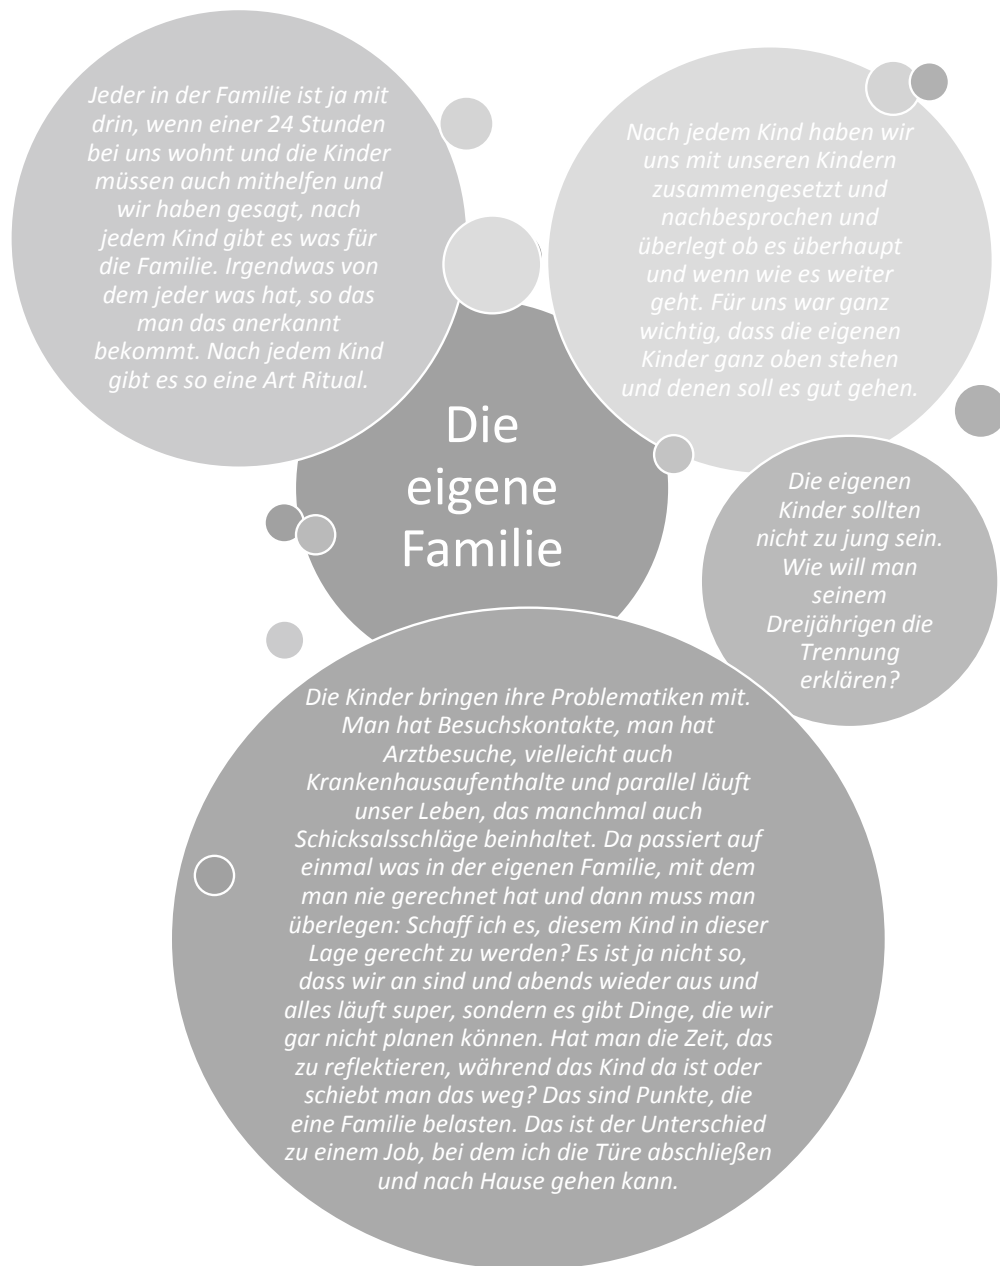 Jeder in der Familie ist ja mit
drin, wenn einer 24 Stunden
bei uns wohnt und die Kinder
müssen auch mithelfen und
wir haben gesagt, nach
jedem Kind gibt es was für
die Familie. Irgendwas von
dem jeder was hat, so das
man das anerkannt
bekommt. Nach jedem Kind
gibt es so eine Art Ritual.
Nach jedem Kind haben wir
uns mit unseren Kindern
zusammengesetzt und
nachbesprochen und
überlegt ob es überhaupt
und wenn wie es weiter
geht. Für uns war ganz
wichtig, dass die eigenen
Kinder ganz oben stehen
und denen soll es gut gehen.
Die
eigene
Familie
Die eigenen
Kinder sollten
nicht zu jung sein.
Wie will man
seinem
Dreijährigen die
Trennung
erklären?
Die Kinder bringen ihre Problematiken mit.
Man hat Besuchskontakte, man hat
Arztbesuche, vielleicht auch
Krankenhausaufenthalte und parallel läuft
unser Leben, das manchmal auch
Schicksalsschläge beinhaltet. Da passiert auf
einmal was in der eigenen Familie, mit dem
man nie gerechnet hat und dann muss man
überlegen: Schaff ich es, diesem Kind in dieser
Lage gerecht zu werden? Es ist ja nicht so,
dass wir an sind und abends wieder aus und
alles läuft super, sondern es gibt Dinge, die wir
gar nicht planen können. Hat man die Zeit, das
zu reflektieren, während das Kind da ist oder
schiebt man das weg? Das sind Punkte, die
eine Familie belasten. Das ist der Unterschied
zu einem Job, bei dem ich die Türe abschließen
und nach Hause gehen kann.